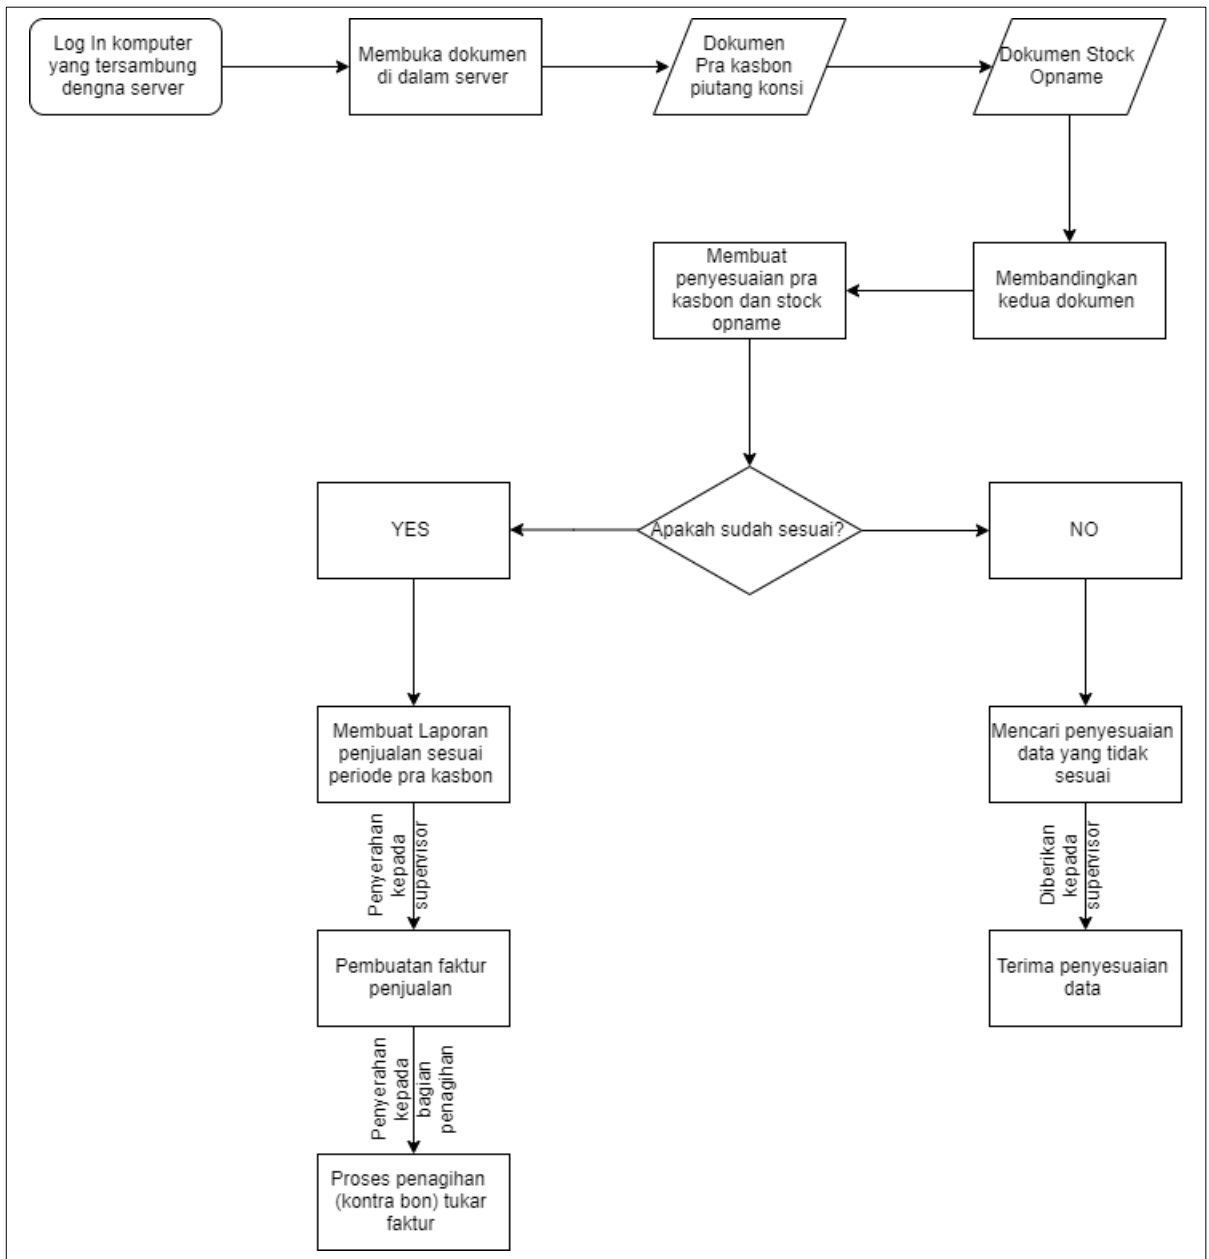 Log In komputer
yang tersambung
dengna server
Membuka dokumen
di dalam server
Dokumen
Pra kasbon
piutang konsi
Dokumen Stock
Opname
Membuat
penyesuaian pra
kasbon dan stock
opname
Membandingkan
kedua dokumen
YES
Apakah sudah sesuai?
NO
Membuat Laporan
penjualan sesuai
periode pra kasbon
Mencari penyesuaian
data yang tidak
sesuai
Penyerahan
kepada
supervisor
Diberikan
kepada
supervisor
Pembuatan faktur
penjualan
Terima penyesuaian
data
Penyerahan
kepada
bagian
penagihan
Proses penagihan
(kontra bon) tukar
faktur